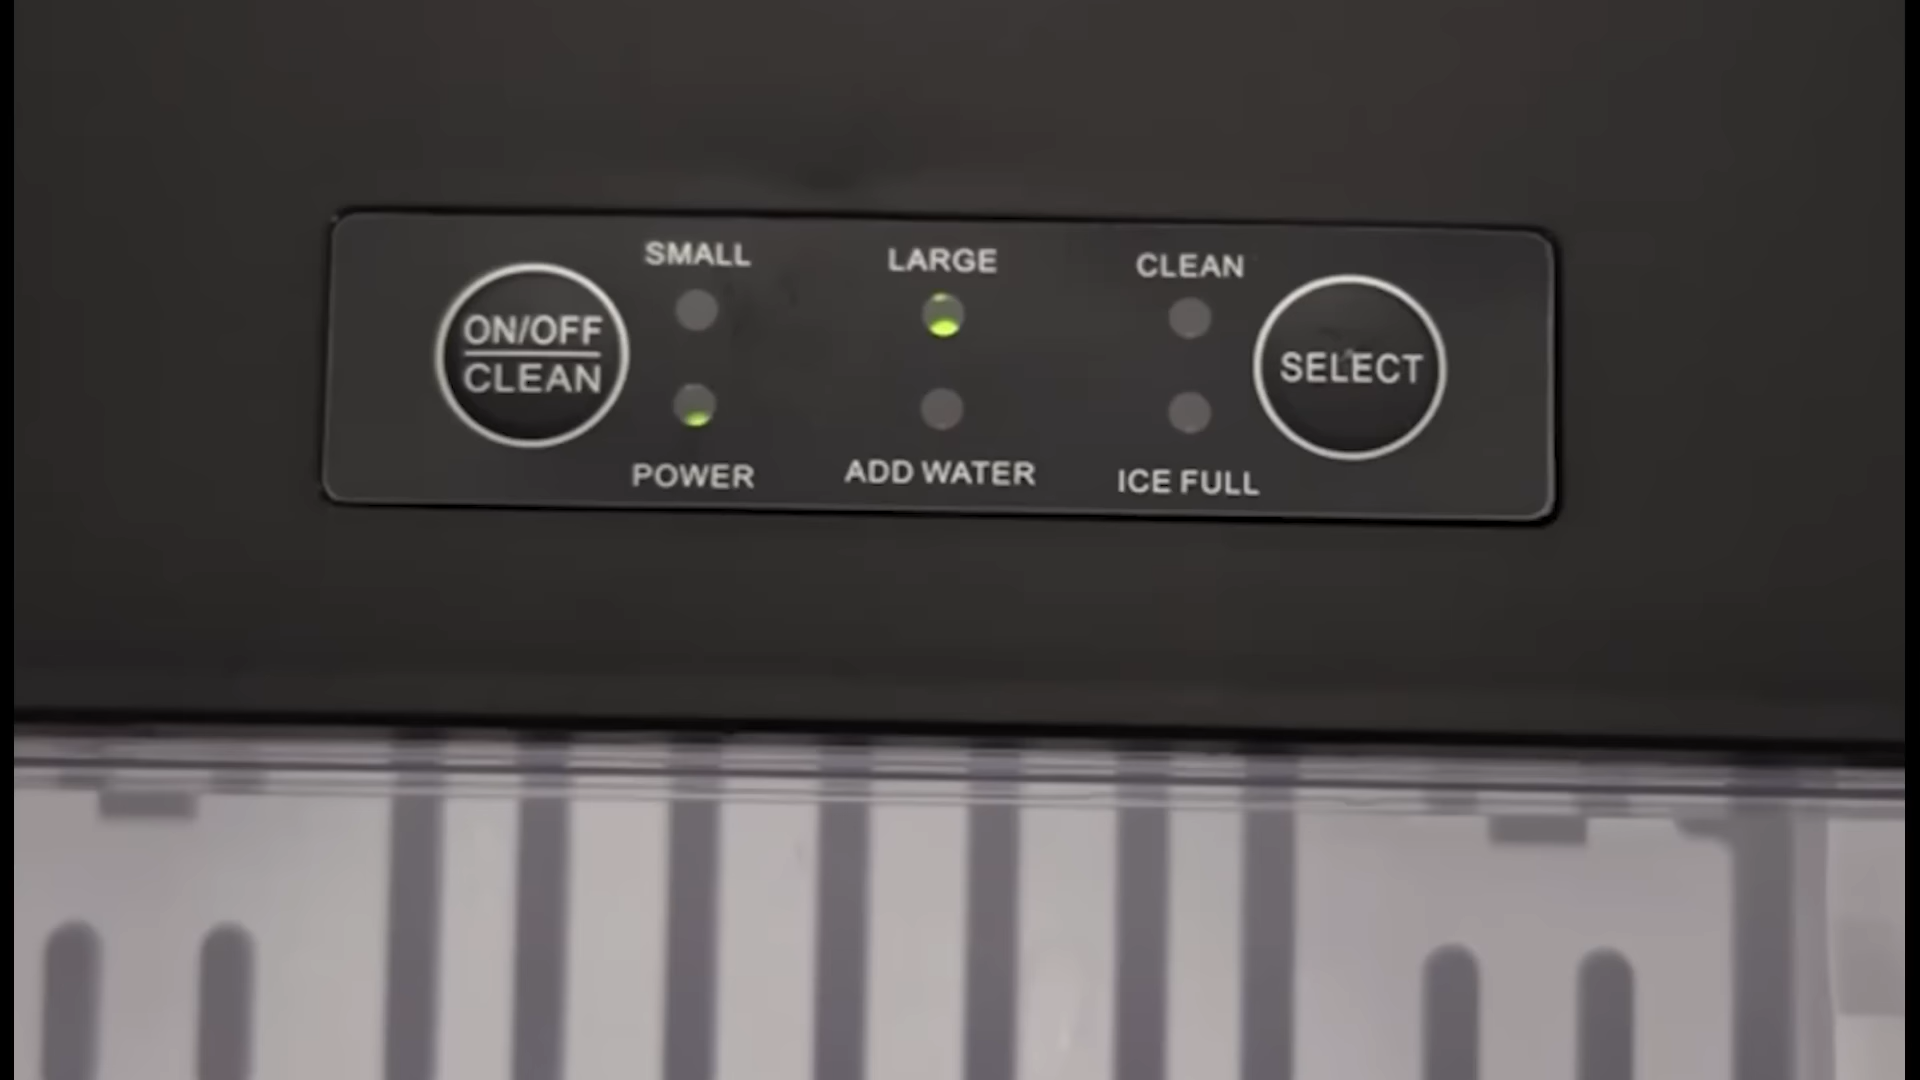 SMALL
LARGE
CLEAN
ON/OFF
CLEAN
SELECT
POWER
ADD WATER
ICE FULL